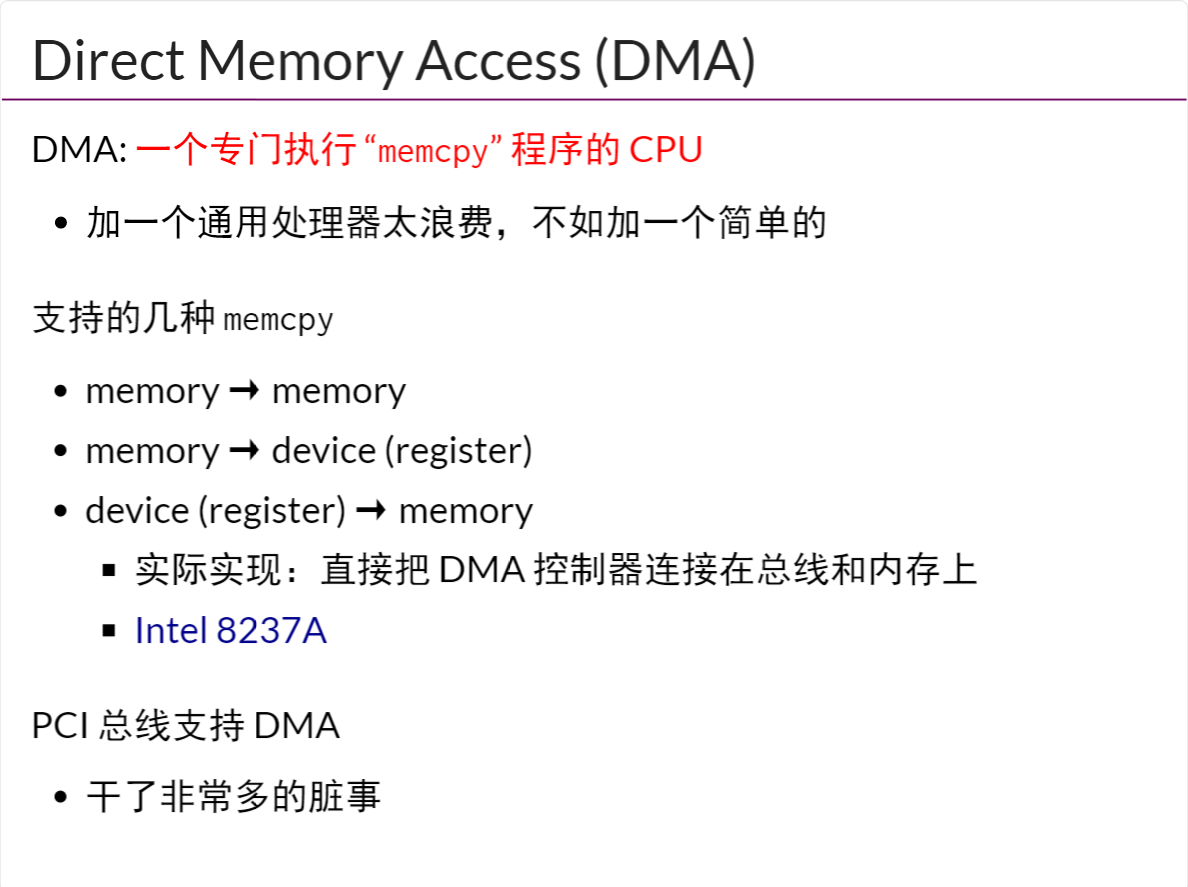 Direct Memory Access (DMA)
DMA: 一个专门执行 “memcpy” 程序的 CPU
• 加一个通用处理器太浪费，不如加一个简单的
支持的几种 memcpy
• memory ➞ memory
• memory ➞ device (register)
• device (register) ➞ memory
▪ 实际实现：直接把 DMA 控制器连接在总线和内存上
▪ Intel 8237A
PCI 总线支持 DMA
• 干了非常多的脏事